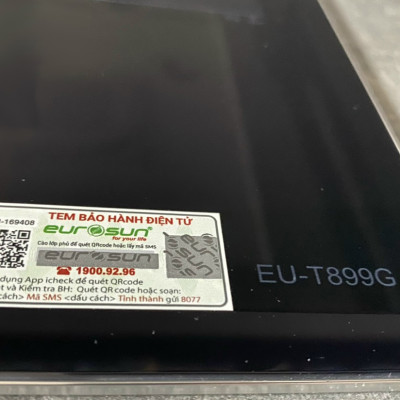 TEM BẢO HÀNH ĐIỆN TỬ
-169408
eurosun
for your life
Cào lớp phủ để quét QRcode hoặc lấy mã SMS
eurosun
☎ 1900.92.96
dụng App icheck để quét QRcode
t và Kiểm tra BH: Quét QR code hoặc soạn:
cách> Mã SMS <dấu cách> Tỉnh thành gửi 8077
EU-T899G